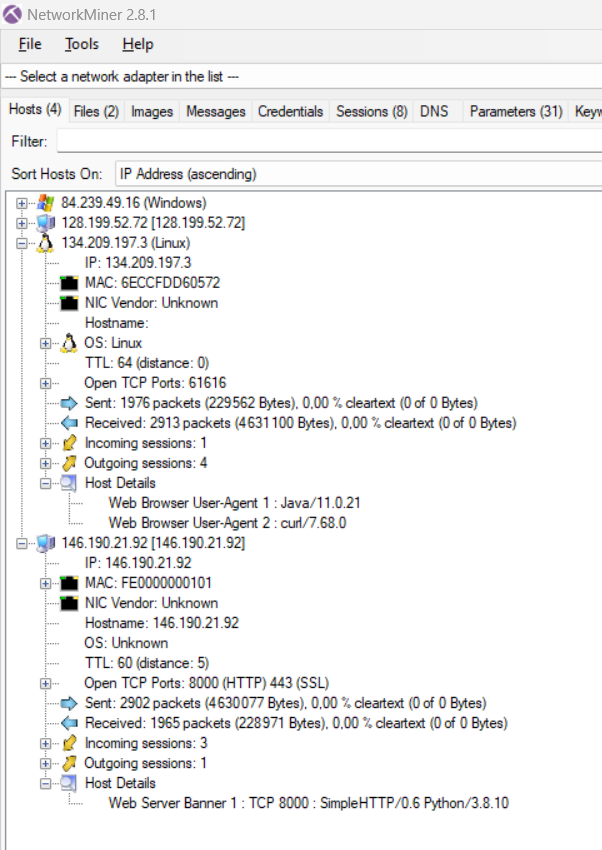 NetworkMiner 2.8.1
File Tools Help
--- Select a network adapter in the list ---
Hosts (4) Files (2) Images Messages Credentials Sessions (8) DNS Parameters (31) Keyw
Filter:
Sort Hosts On: IP Address (ascending)
84.239.49.16 (Windows)
128.199.52.72 [128.199.52.72]
134.209.197.3 (Linux)
IP: 134.209.197.3
MAC: 6ECCFDD60572
NIC Vendor: Unknown
Hostname:
OS: Linux
TTL: 64 (distance: 0)
Open TCP Ports: 61616
Sent: 1976 packets (229562 Bytes), 0,00 % cleartext (0 of 0 Bytes)
Received: 2913 packets (4631100 Bytes), 0,00 % cleartext (0 of 0 Bytes)
Incoming sessions: 1
Outgoing sessions: 4
Host Details
Web Browser User-Agent 1 : Java/11.0.21
Web Browser User-Agent 2 : curl/7.68.0
146.190.21.92 [146.190.21.92]
IP: 146.190.21.92
MAC: FE0000000101
NIC Vendor: Unknown
Hostname: 146.190.21.92
OS: Unknown
TTL: 60 (distance: 5)
Open TCP Ports: 8000 (HTTP) 443 (SSL)
Sent: 2902 packets (4630077 Bytes), 0,00 % cleartext (0 of 0 Bytes)
Received: 1965 packets (228971 Bytes), 0,00 % cleartext (0 of 0 Bytes)
Incoming sessions: 3
Outgoing sessions: 1
Host Details
Web Server Banner 1 : TCP 8000 : SimpleHTTP/0.6 Python/3.8.10